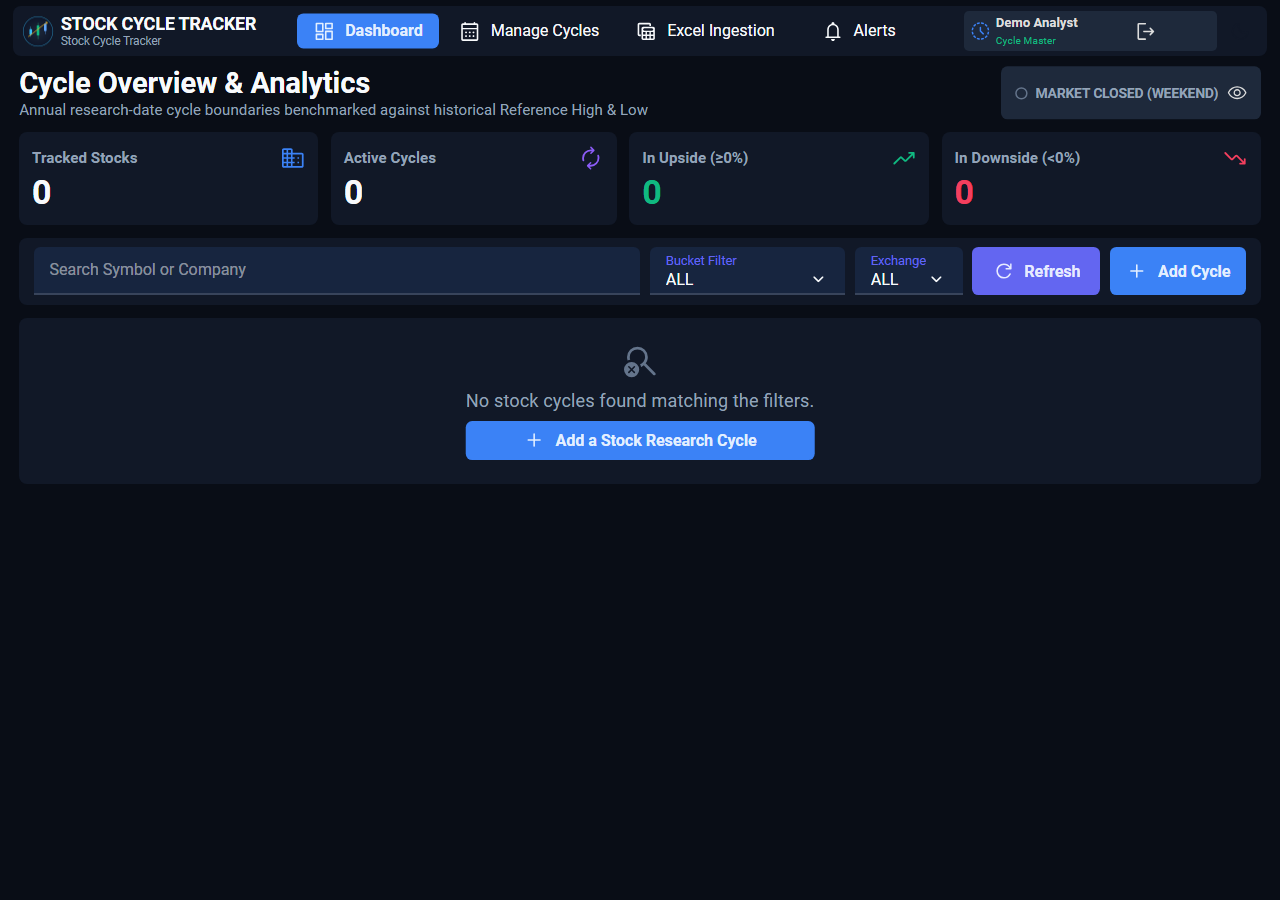 STOCK CYCLE TRACKER
Stock Cycle Tracker
Dashboard
Manage Cycles
Excel Ingestion
Alerts
Demo Analyst
Cycle Master
Cycle Overview & Analytics
Annual research-date cycle boundaries benchmarked against historical Reference High & Low
MARKET CLOSED (WEEKEND)
Tracked Stocks
0
Active Cycles
0
In Upside (≥0%)
0
In Downside (<0%)
0
Search Symbol or Company
Bucket Filter
ALL
Exchange
ALL
Refresh
Add Cycle
No stock cycles found matching the filters.
Add a Stock Research Cycle